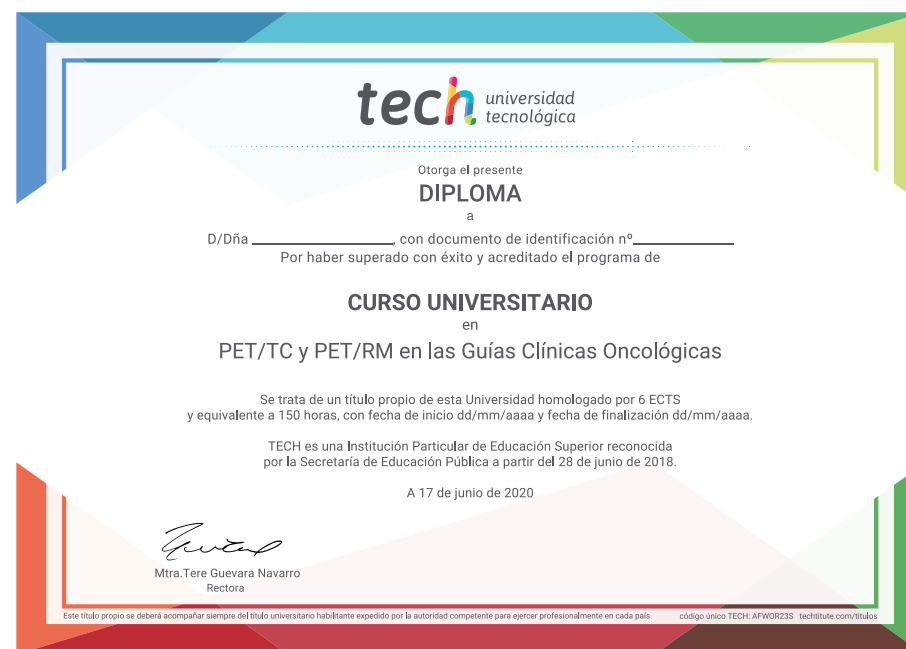 tech universidad
tecnológica
Otorga el presente
DIPLOMA
a
D/Dña ____________, con documento de identificación nº____________
Por haber superado con éxito y acreditado el programa de
CURSO UNIVERSITARIO
en
PET/TC y PET/RM en las Guías Clínicas Oncológicas
Se trata de un título propio de esta Universidad homologado por 6 ECTS
y equivalente a 150 horas, con fecha de inicio dd/mm/aaaa y fecha de finalización dd/mm/aaaa.
TECH es una Institución Particular de Educación Superior reconocida
por la Secretaría de Educación Pública a partir del 28 de junio de 2018.
A 17 de junio de 2020
Mtra.Tere Guevara Navarro
Rectora
Este título propio se deberá acompañar siempre del título universitario habilitante expedido por la autoridad competente para ejercer profesionalmente en cada país. código único TECH: AFWOR23S techtitute.com/titulos